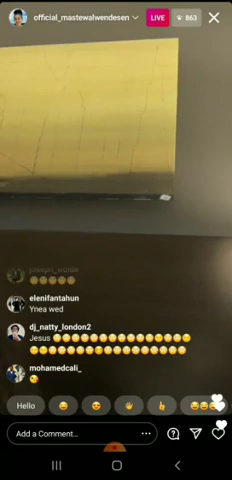 official_mastewalwendesen
LIVE
863
elenifantahun
Ynea wed
dj_natty_london2
Jesus 🙄🙄🙄🙄🙄🙄🙄🙄🙄🙄🙄🙄🙄🙄🙄
🙄🙄🙄🙄🙄🙄🙄🙄🙄🙄🙄🙄🙄🙄🙄🙄🙄
mohamedcali_
😘
Hello 😂 😍 👏 👍 😂😂😂
Add a Comment...